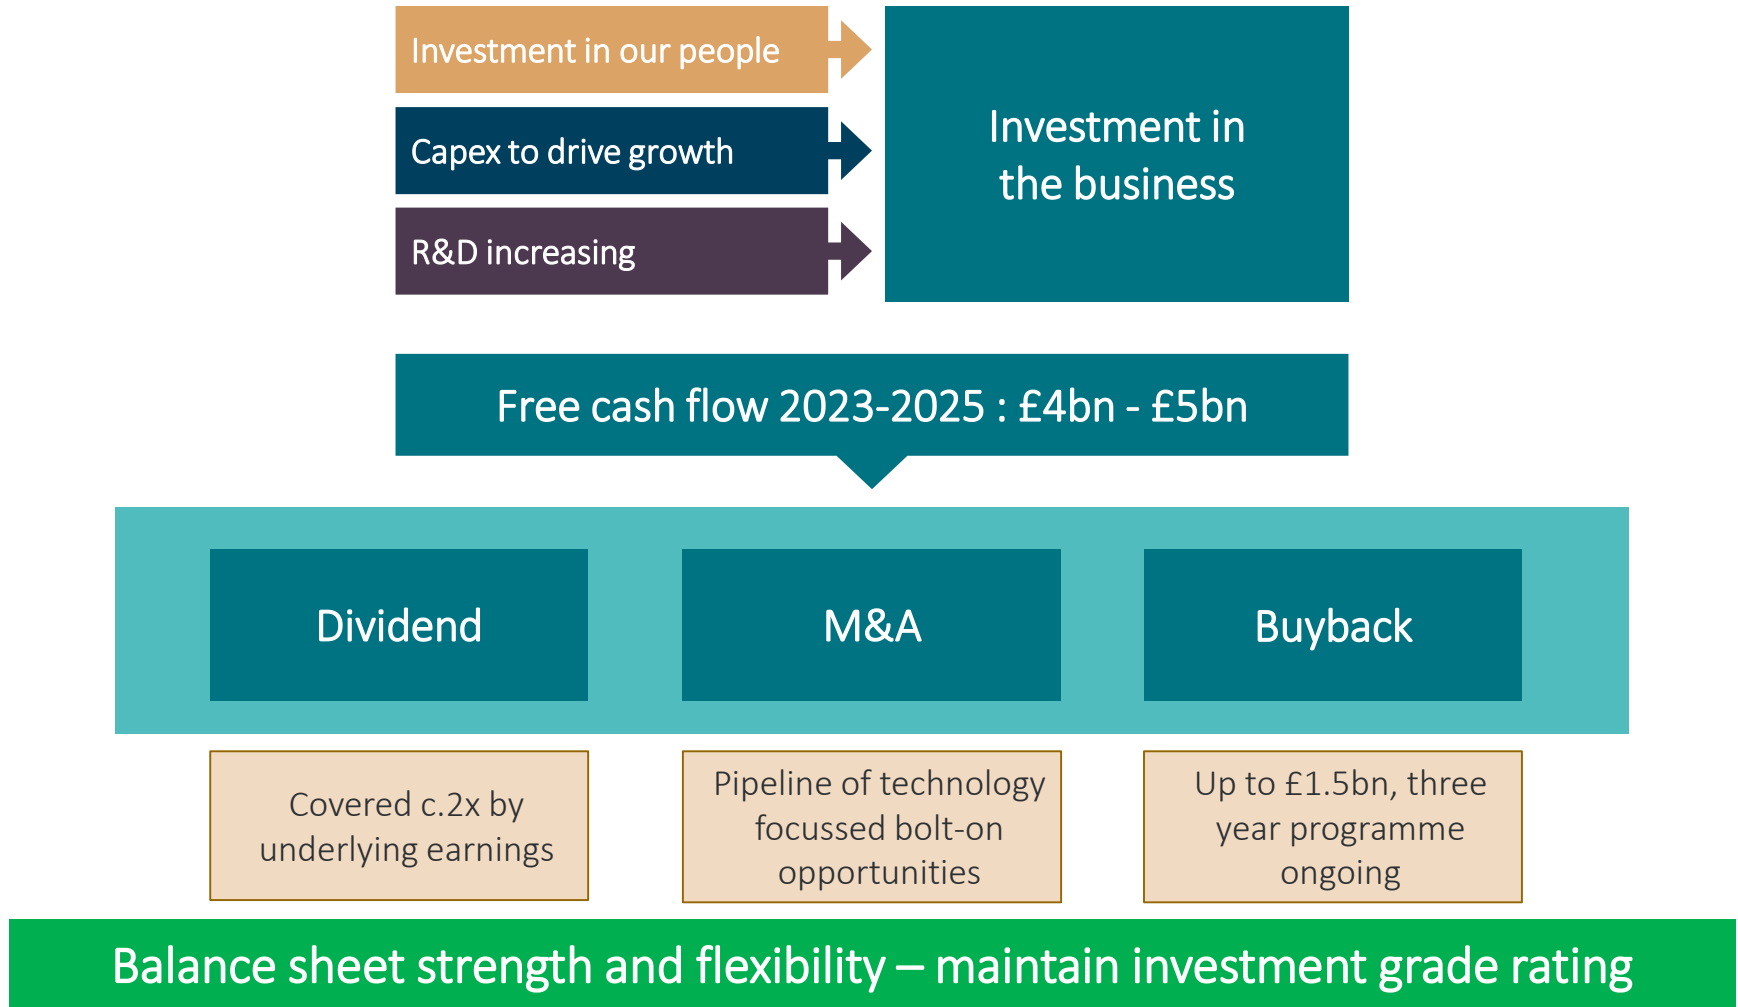 Investment in our people
Capex to drive growth
R&D increasing
Investment in
the business
Free cash flow 2023-2025 : £4bn - £5bn
Dividend
M&A
Buyback
Covered c.2x by
underlying earnings
Pipeline of technology
focussed bolt-on
opportunities
Up to £1.5bn, three
year programme
ongoing
Balance sheet strength and flexibility – maintain investment grade rating